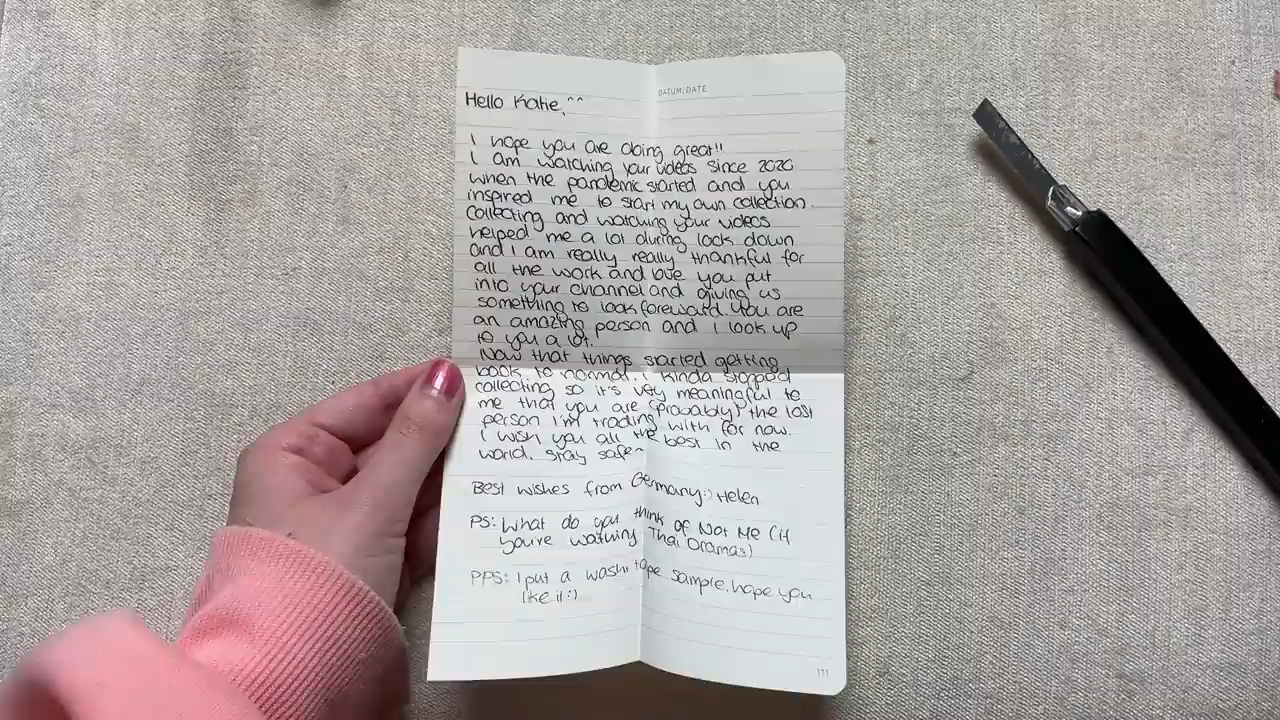 DATUM/DATE
Hello Katie, ^^
I hope you are doing great!!
I am watching your videos since 2020
when the pandemic started and you
inspired me to start my own collection.
Collecting and watching your videos
helped me a lot during lock down
and I am really really thankful for
all the work and love you put
into your channel and giving us
something to look foreward. You are
an amazing person and I look up
to you a lot.
Now that things started getting
back to normal, I kinda stopped
collecting so it's very meaningful to
me that you are (probably) the last
person I'm trading with for now.
I wish you all the best in the
world. Stay safe~
Best wishes from Germany:) Helen
PS: What do you think of Not Me (if
you're watching Thai Dramas)
PPS: I put a washi tape sample, hope you
like it :)
111